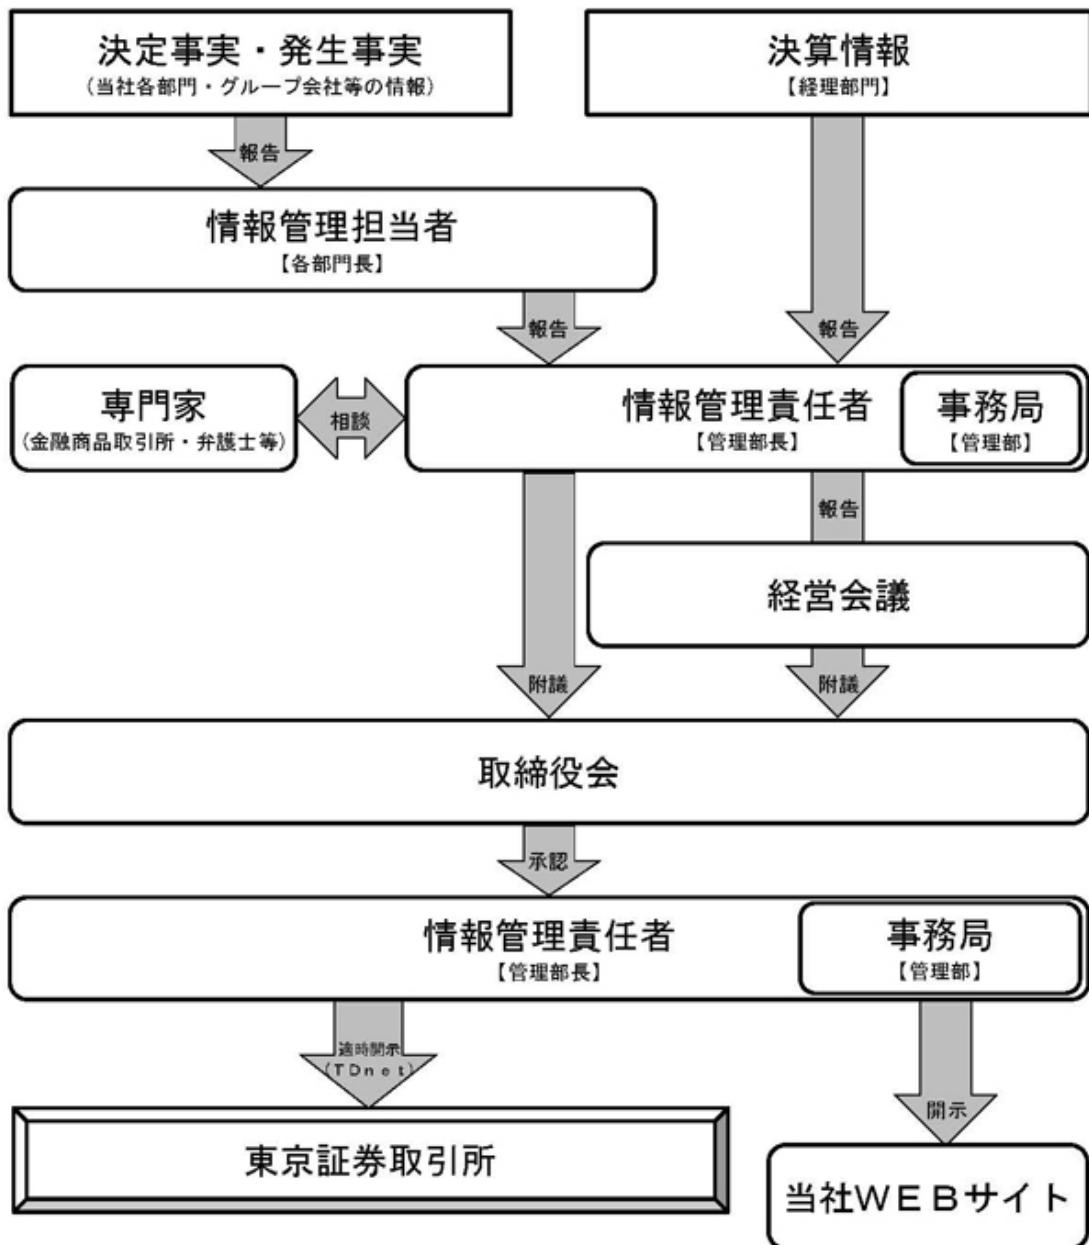 決定事実・発生事実
(当社各部門・グループ会社等の情報)
決算情報
【経理部門】
報告
情報管理担当者
【各部門長】
報告
報告
専門家
(金融商品取引所・弁護士等)
相談
情報管理責任者
【管理部長】
事務局
【管理部】
報告
経営会議
附議
附議
取締役会
承認
情報管理責任者
【管理部長】
事務局
【管理部】
適時開示
(TDnet)
開示
東京証券取引所
当社WEBサイト